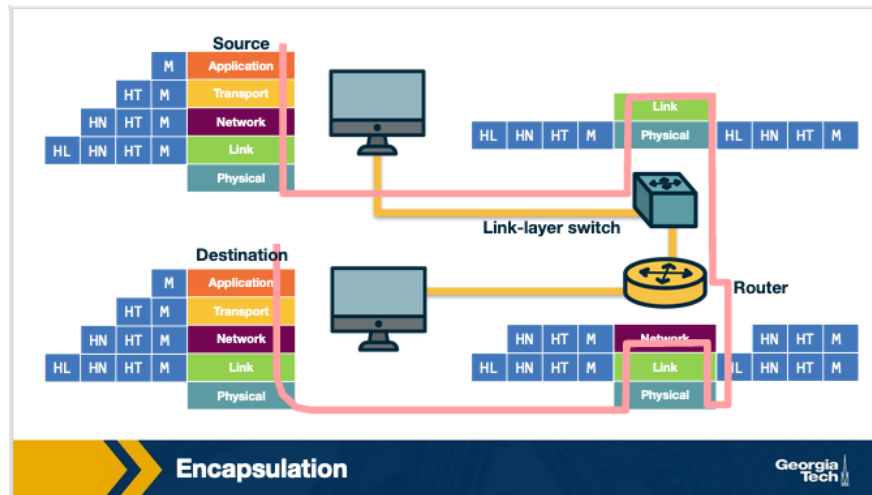 Source
M Application
HT M Transport
HN HT M Network
HL HN HT M Link
Physical
Link
HL HN HT M Physical HL HN HT M
Link-layer switch
Router
Destination
M Application
HT M Transport
HN HT M Network
HL HN HT M Link
Physical
HN HT M Network HN HT M
HL HN HT M Link HL HN HT M
Physical
Encapsulation
Georgia
Tech